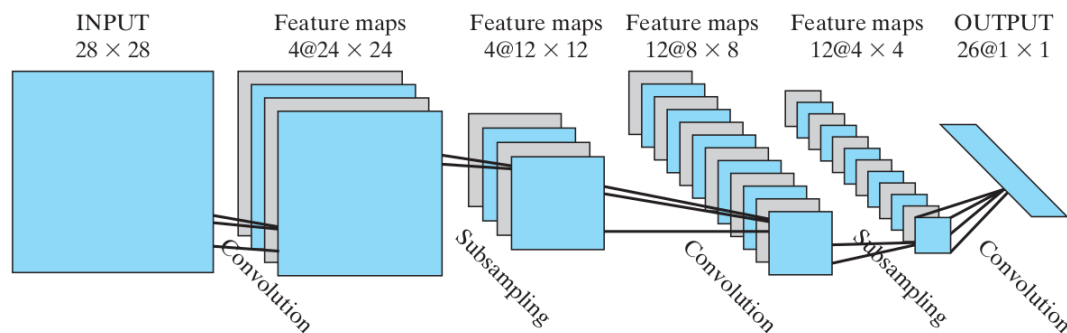 INPUT
28 × 28
Feature maps
4@24 × 24
Feature maps
4@12 × 12
Feature maps
12@8 × 8
Feature maps
12@4 × 4
OUTPUT
26@1 × 1
Convolution
Subsampling
Convolution
Subsampling
Convolution